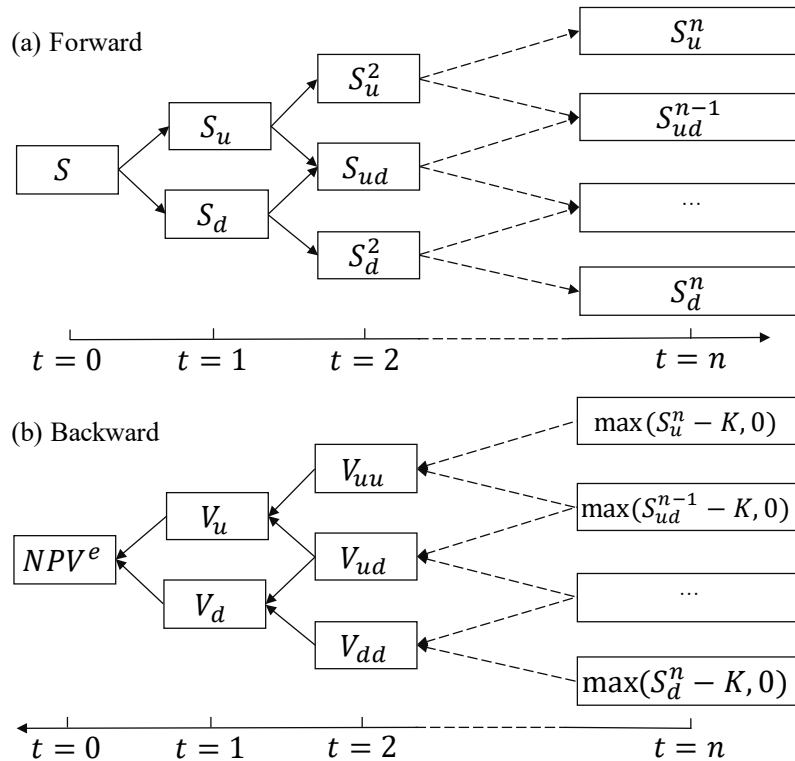 (a) Forward
S_u^n
S_u^2
S_u
S_{ud}^{n-1}
S
S_{ud}
S_d
...
S_d^2
S_d^n
t = 0 t = 1 t = 2 t = n
(b) Backward
max(S_u^n − K, 0)
V_{uu}
V_u
max(S_{ud}^{n-1} − K, 0)
NPV^e
V_{ud}
V_d
...
V_{dd}
max(S_d^n − K, 0)
t = 0 t = 1 t = 2 t = n